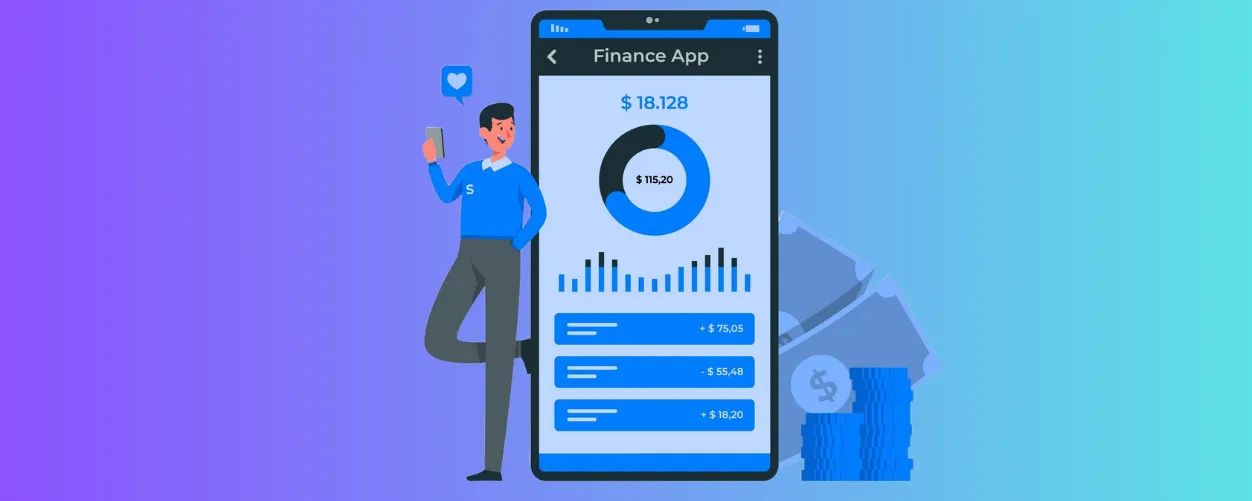 Finance App
$ 18.128
$ 115,20
S
+ $ 75,05
- $ 55,48
+ $ 18,20
$